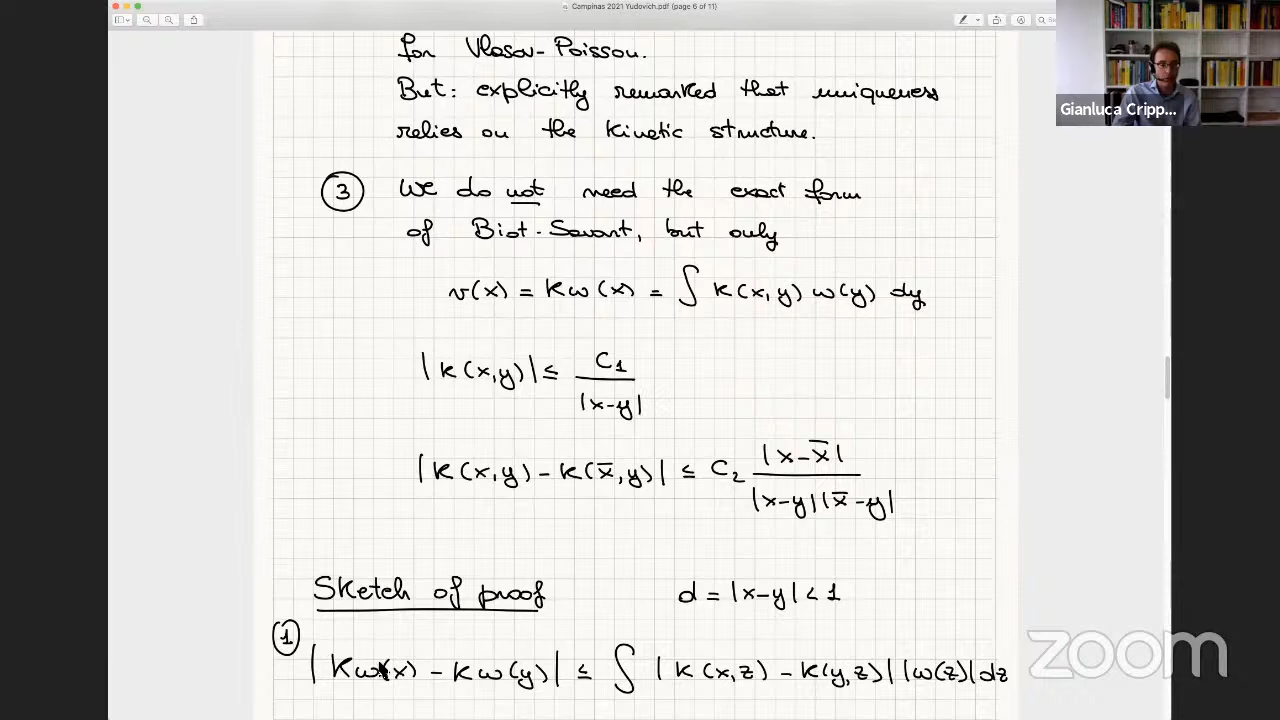 Campinas 2021 Yudovich.pdf (page 6 of 11)
Gianluca Cripp...
for Vlasov-Poisson.
But: explicitly remarked that uniqueness
relies on the kinetic structure.
③ We do not need the exact form
of Biot-Savart, but only
v(x) = Kω(x) = ∫ k(x,y) ω(y) dy
|k(x,y)| ≤ C₁ / |x-y|
|k(x,y) - k(x̄,y)| ≤ C₂ |x-x̄| / |x-y||x̄-y|
Sketch of proof d = |x-y| < 1
① |Kω(x) - Kω(y)| ≤ ∫ |k(x,z) - k(y,z)| |ω(z)| dz
zoom